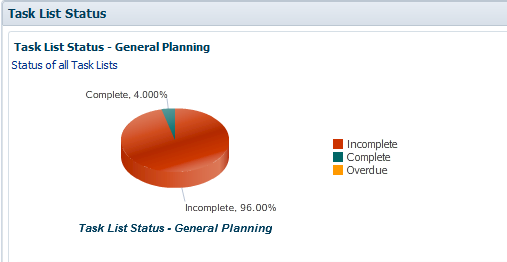 Task List Status
Task List Status - General Planning
Status of all Task Lists
Complete, 4.000%
Incomplete
Complete
Overdue
Incomplete, 96.00%
Task List Status - General Planning